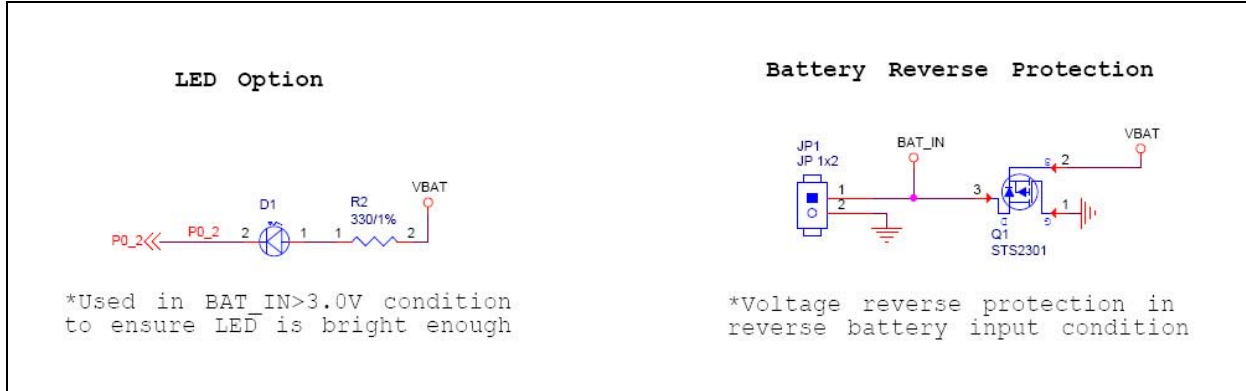 LED Option
Battery Reverse Protection
D1
R2
330/1%
VBAT
P0_2
P0_2
2
1
1
2
*Used in BAT_IN>3.0V condition
to ensure LED is bright enough
JP1
JP 1x2
BAT_IN
VBAT
1
2
3
S
2
D
G
1
Q1
STS2301
*Voltage reverse protection in
reverse battery input condition